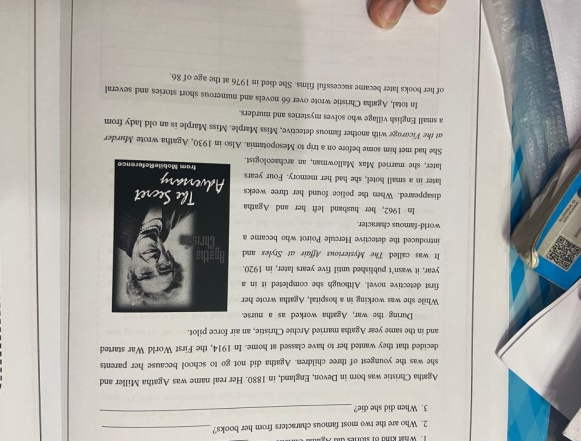 1. What kind of stories did Agatha
2. Who are the two most famous characters from her books?
3. When did she die?
Agatha Christie was born in Devon, England, in 1880. Her real name was Agatha Miller and
she was the youngest of three children. Agatha did not go to school because her parents
decided that they wanted her to have classed at home. In 1914, the First World War started
and in the same year Agatha married Archie Christie, an air force pilot.
During the war, Agatha worked as a nurse.
While she was working in a hospital, Agatha wrote her
first detective novel. Although she completed it in a
year, it wasn't published until five years later, in 1920.
It was called The Mysterious Affair at Styles and
introduced the detective Hercule Poirot who became a
world-famous character.
In 1962, her husband left her and Agatha
disappeared. When the police found her three weeks
later in a small hotel, she had her memory. Four years
later, she married Max Mallowman, an archaeologist.
She had met him some before on a trip to Mesopotamia. Also in 1930, Agatha wrote Murder
at the Vicarage with another famous detective, Miss Marple. Miss Marple is an old lady from
a small English village who solves mysteries and murders.
In total, Agatha Christie wrote over 66 novels and numerous short stories and several
of her books later became successful films. She died in 1976 at the age of 86.
Agatha
Christie
The Secret
Adversary
from MobileReference